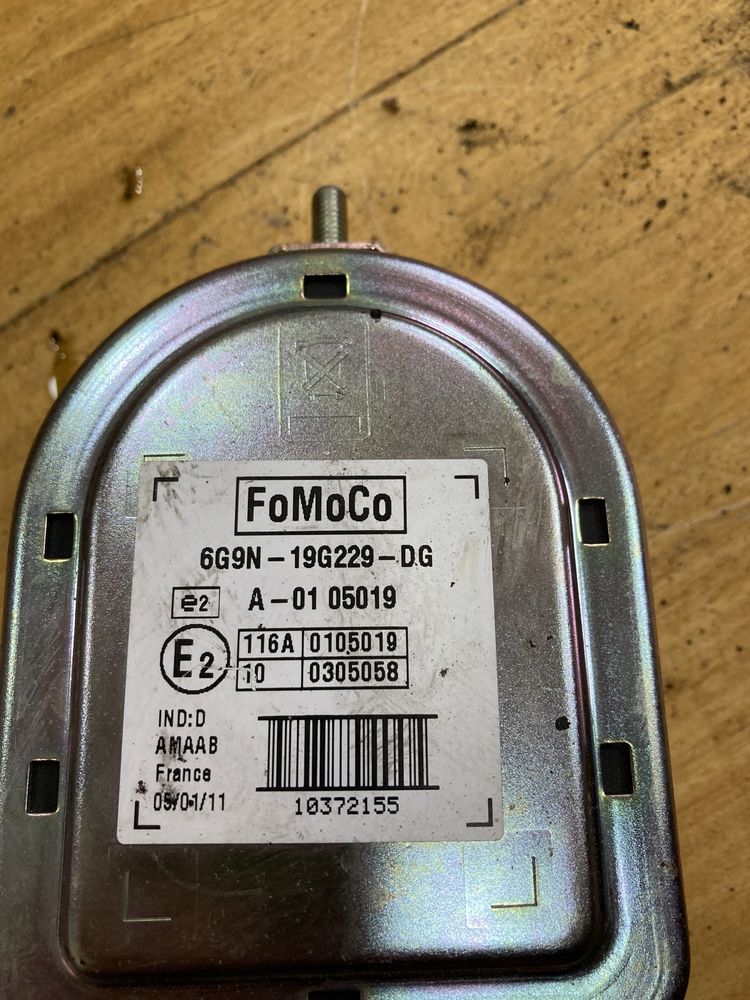 FoMoCo
6G9N-19G229-DG
e2 A-01 05019
E2 116A 0105019
10 0305058
IND:D
AMAAB
France
05/01/11
10372155